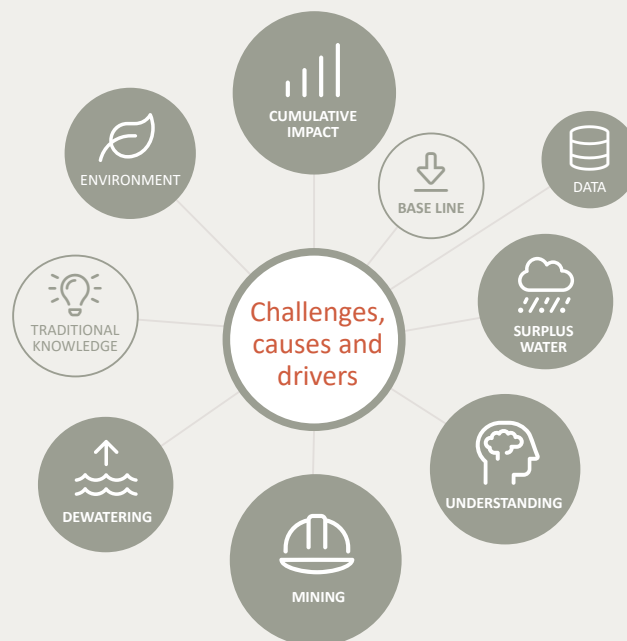 CUMULATIVE
IMPACT
ENVIRONMENT
BASE LINE
DATA
TRADITIONAL
KNOWLEDGE
Challenges,
causes and
drivers
SURPLUS
WATER
DEWATERING
UNDERSTANDING
MINING